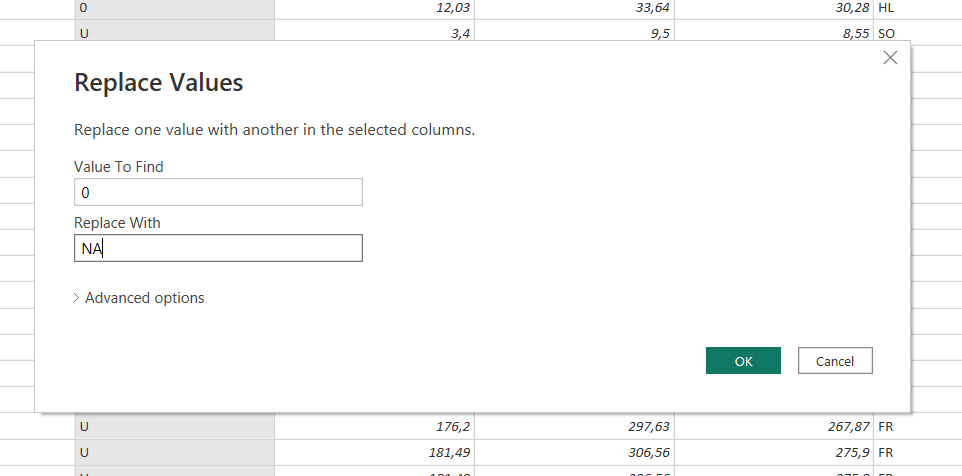 0 12,03 33,64 30,28 HL
U 3,4 9,5 8,55 SO
Replace Values
Replace one value with another in the selected columns.
Value To Find
0
Replace With
NA
Advanced options
OK Cancel
U 176,2 297,63 267,87 FR
U 181,49 306,56 275,9 FR